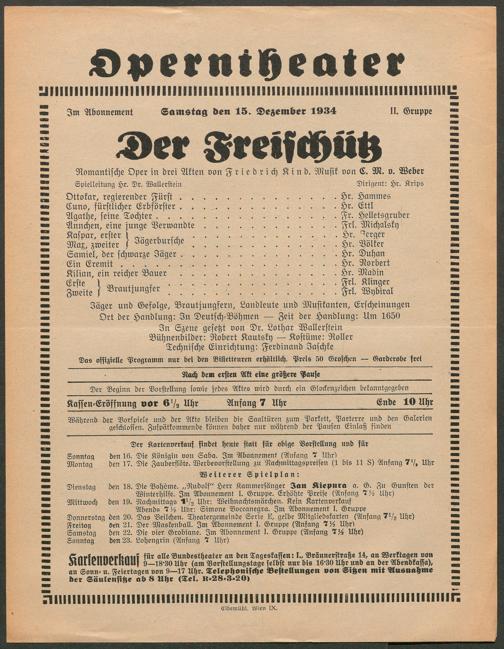 Operntheater
Im Abonnement Samstag den 15. Dezember 1934 II. Gruppe
Der Freischütz
Romantische Oper in drei Akten von Friedrich Kind. Musik von C. M. v. Weber
Spielleitung Hr. Dr. Wallerstein Dirigent: Hr. Krips
Ottokar, regierender Fürst . . . . . . . . . . . . Hr. Hammes
Cuno, fürstlicher Erbförster . . . . . . . . . . . . Hr. Ettl
Agathe, seine Tochter . . . . . . . . . . . . Fr. Helletsgruber
Ännchen, eine junge Verwandte . . . . . . . . . . . . Frl. Michalsky
Kaspar, erster } Jägerbursche . . . . . . . . . . . . Hr. Zerger
Max, zweiter . . . . . . . . . . . . Hr. Völker
Samiel, der schwarze Jäger . . . . . . . . . . . . Hr. Duhan
Ein Eremit . . . . . . . . . . . . Hr. Norbert
Kilian, ein reicher Bauer . . . . . . . . . . . . Hr. Madin
Erste } Brautjungfer . . . . . . . . . . . . Frl. Klinger
Zweite . . . . . . . . . . . . Frl. Wybiral
Jäger und Gefolge, Brautjungfern, Landleute und Musikanten, Erscheinungen
Ort der Handlung: In Deutsch-Böhmen — Zeit der Handlung: Um 1650
In Szene gesetzt von Dr. Lothar Wallerstein
Bühnenbilder: Robert Kautsky — Kostüme: Roller
Technische Einrichtung: Ferdinand Jaschke
Das offizielle Programm nur bei den Billetteuren erhältlich. Preis 50 Groschen — Garderobe frei
Nach dem ersten Akt eine größere Pause
Der Beginn der Vorstellung sowie jedes Aktes wird durch ein Glockenzeichen bekanntgegeben
Kassen-Eröffnung vor 6½ Uhr Anfang 7 Uhr Ende 10 Uhr
Während der Vorspiele und der Akte bleiben die Saaltüren zum Parkett, Parterre und den Galerien
geschlossen. Zuspätkommende können daher nur während der Pausen Einlaß finden
Der Kartenverkauf findet heute statt für obige Vorstellung und für
Sonntag den 16. Die Königin von Saba. Im Abonnement (Anfang 7 Uhr)
Montag den 17. Die Zauberflöte. Werbevorstellung zu Nachmittagspreisen (1 bis 11 S) Anfang 7½ Uhr
Weiterer Spielplan:
Dienstag den 18. Die Bohème. „Rudolf“ Herr Kammersänger Jan Kiepura a. G. Zu Gunsten der
Winterhilfe. Im Abonnement I. Gruppe. Erhöhte Preise (Anfang 7½ Uhr)
Mittwoch den 19. Nachmittags Uhr: Weihnachtsmärchen. Kein Kartenverkauf
Abends 7½ Uhr: Simone Boccanegra. Im Abonnement II. Gruppe
Donnerstag den 20. Das Veilchen. Theatergemeinde Serie E, gelbe Mitgliedskarten (Anfang 7½ Uhr)
Freitag den 21. Der Maskenball. Im Abonnement I. Gruppe (Anfang 7½ Uhr)
Samstag den 22. Die vier Grobiane. Im Abonnement I. Gruppe (Anfang 7½ Uhr)
Sonntag den 23. Lohengrin (Anfang 7 Uhr)
Kartenverkauf für alle Bundestheater an den Tageskassen: I., Bräunerstraße 14, an Werktagen von
9—18:30 Uhr (am Vorstellungstage selbst nur bis 16:30 Uhr und an der Abendkassa),
an Sonn- u. Feiertagen von 9—17 Uhr. Telephonische Bestellungen von Sitzen mit Ausnahme
der Säulensitze ab 8 Uhr (Tel. R-28-3-20)
Elbemühl, Wien IX.